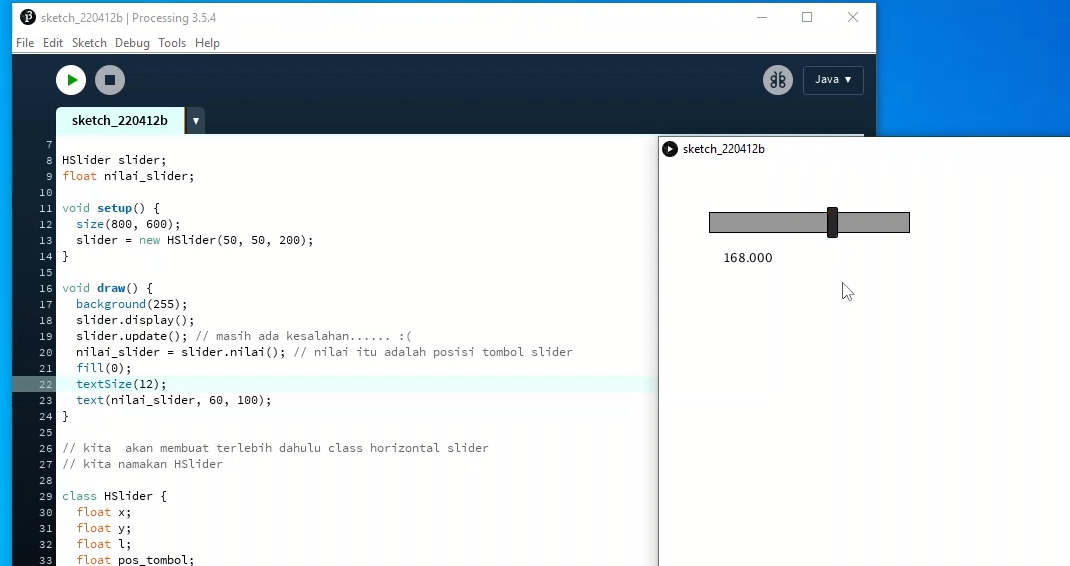 sketch_220412b | Processing 3.5.4
File Edit Sketch Debug Tools Help
Java ▼
sketch_220412b ▼
7
8 HSlider slider;
9 float nilai_slider;
10
11 void setup() {
12 size(800, 600);
13 slider = new HSlider(50, 50, 200);
14 }
15
16 void draw() {
17 background(255);
18 slider.display();
19 slider.update(); // masih ada kesalahan...... :(
20 nilai_slider = slider.nilai(); // nilai itu adalah posisi tombol slider
21 fill(0);
22 textSize(12);
23 text(nilai_slider, 60, 100);
24 }
25
26 // kita  akan membuat terlebih dahulu class horizontal slider
27 // kita namakan HSlider
28
29 class HSlider {
30 float x;
31 float y;
32 float l;
33 float pos_tombol;
sketch_220412b
168.000